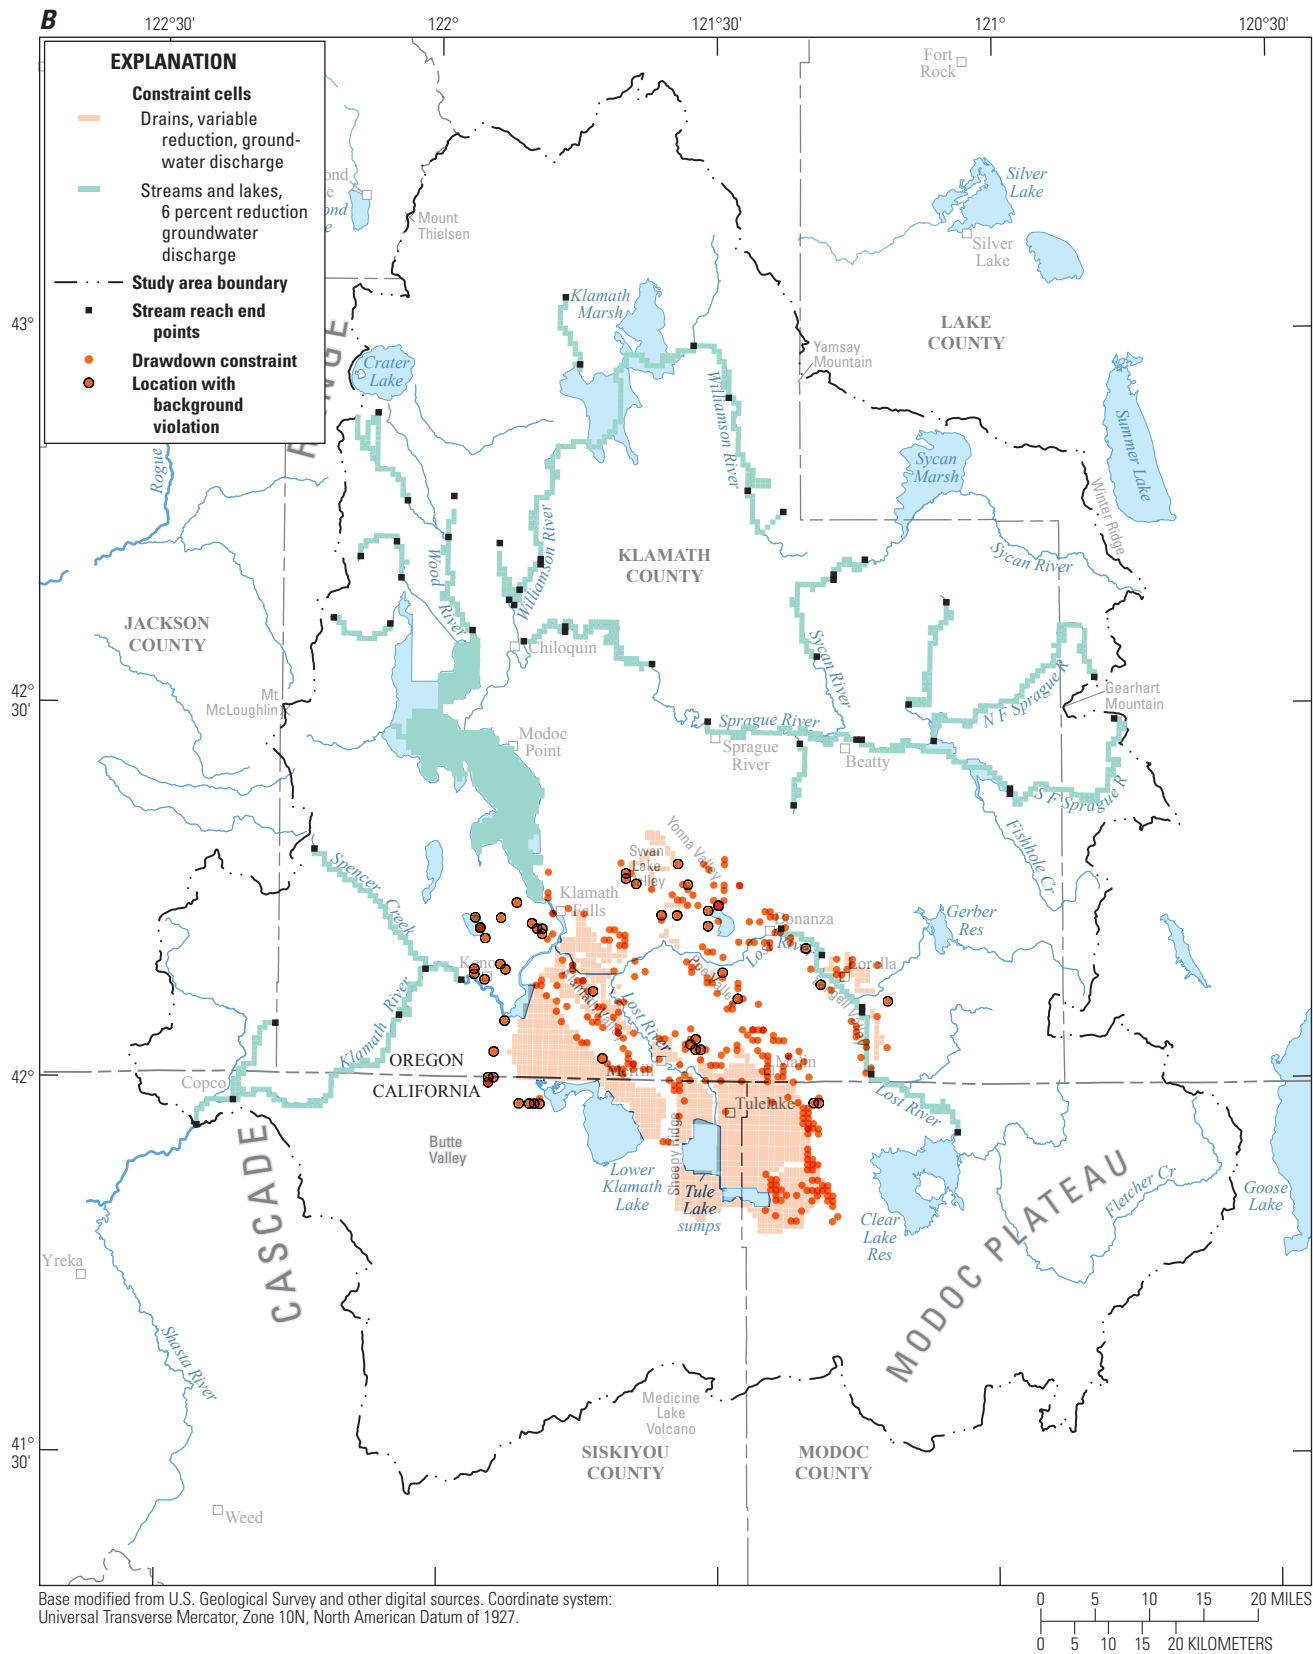 B
122°30'
122°
121°30'
121°
120°30'
EXPLANATION
Constraint cells
Drains, variable
reduction, ground-
water discharge
Streams and lakes,
6 percent reduction
groundwater
discharge
Study area boundary
Stream reach end
points
Drawdown constraint
Location with
background
violation
Fort
Rock
Silver
Lake
Silver
Lake
Mount
Thielsen
Klamath
Marsh
LAKE
COUNTY
43°
Yamsay
Mountain
Crater
Lake
Williamson River
Summer Lake
Sycan
Marsh
Winter Ridge
Rogue
Williamson River
KLAMATH
COUNTY
Sycan River
Wood
River
JACKSON
COUNTY
Chiloquin
Sycan River
N F Sprague R
Gearhart
Mountain
42°
30'
Mt
McLoughlin
Modoc
Point
Sprague River
Sprague
River
Beatty
S F Sprague R
Fishhole Cr
Yonna Valley
Swan
Lake
Valley
Spencer
Creek
Klamath
Falls
Bonanza
Gerber
Res
Lost River
Lorella
Klamath Valley
Lost River
Klamath River
OREGON
CALIFORNIA
42°
Copco
Merrill
Malin
Tulelake
Lost River
Butte
Valley
Sheepy Ridge
Lower
Klamath
Lake
Tule
Lake
sumps
Clear
Lake
Res
Fletcher Cr
Goose
Lake
CASCADE
MODOC PLATEAU
Yreka
Shasta River
Medicine
Lake
Volcano
41°
30'
SISKIYOU
COUNTY
MODOC
COUNTY
Weed
Base modified from U.S. Geological Survey and other digital sources. Coordinate system:
Universal Transverse Mercator, Zone 10N, North American Datum of 1927.
0 5 10 15 20 MILES
0 5 10 15 20 KILOMETERS